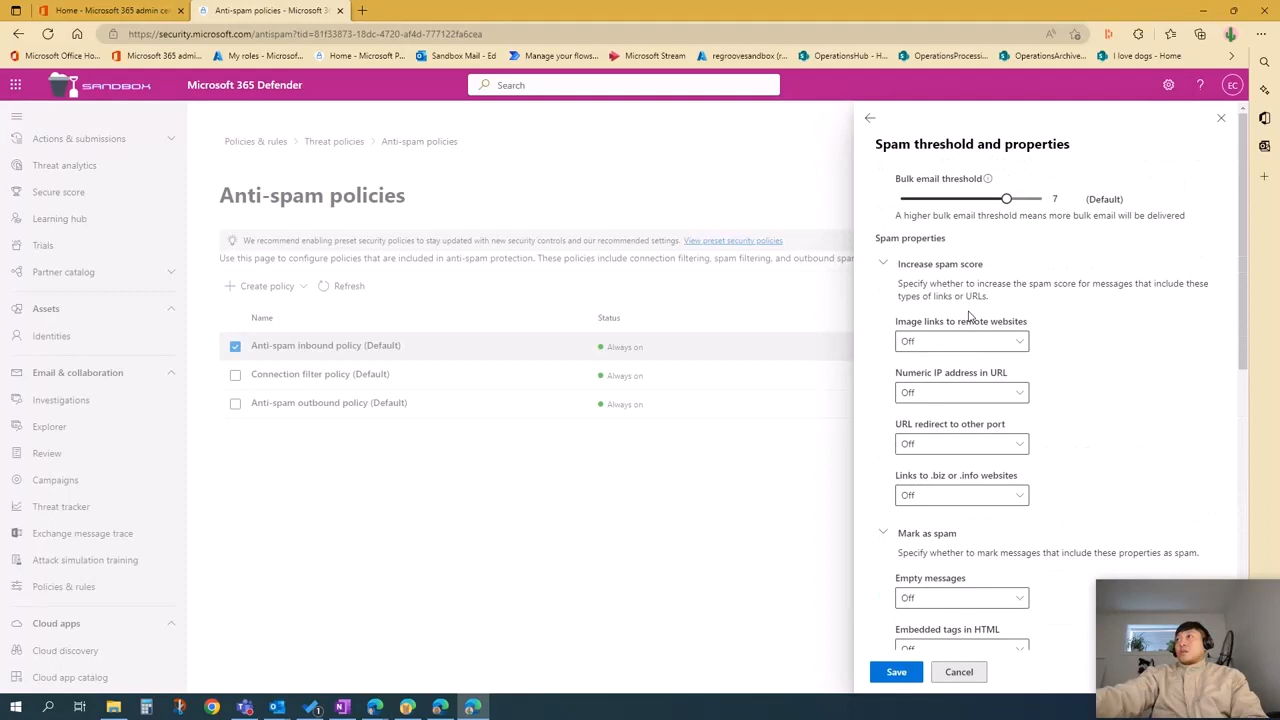 Home - Microsoft 365 admin cen
Anti-spam policies - Microsoft 36
https://security.microsoft.com/antispam?tid=81f33873-18dc-4720-af4d-777122fa6cea
Microsoft Office Ho
Microsoft 365 admi
My roles - Microsof
Home - Microsoft P
Sandbox Mail - Ed
Manage your flows
Microsoft Stream
regroovesandbox (r
OperationsHub - H
OperationsProcessi
OperationsArchive
I love dogs - Home
SANDBOX
Microsoft 365 Defender
Search
EC
Actions & submissions
Threat analytics
Secure score
Learning hub
Trials
Partner catalog
Assets
Identities
Email & collaboration
Investigations
Explorer
Review
Campaigns
Threat tracker
Exchange message trace
Attack simulation training
Policies & rules
Cloud apps
Cloud discovery
Cloud app catalog
Policies & rules > Threat policies > Anti-spam policies
Anti-spam policies
We recommend enabling preset security policies to stay updated with new security controls and our recommended settings. View preset security policies
Use this page to configure policies that are included in anti-spam protection. These policies include connection filtering, spam filtering, and outbound spar
Create policy
Refresh
Name Status
Anti-spam inbound policy (Default) Always on
Connection filter policy (Default) Always on
Anti-spam outbound policy (Default) Always on
Spam threshold and properties
Bulk email threshold
7 (Default)
A higher bulk email threshold means more bulk email will be delivered
Spam properties
Increase spam score
Specify whether to increase the spam score for messages that include these
types of links or URLs.
Image links to remote websites
Off
Numeric IP address in URL
Off
URL redirect to other port
Off
Links to .biz or .info websites
Off
Mark as spam
Specify whether to mark messages that include these properties as spam.
Empty messages
Off
Embedded tags in HTML
Off
Save
Cancel